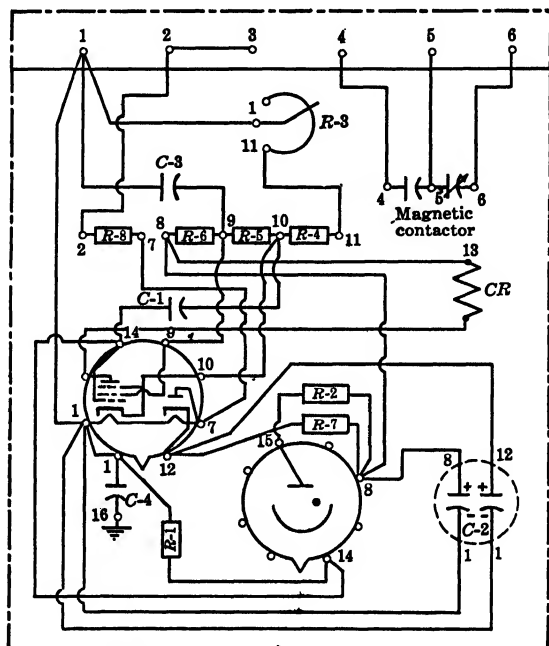 1 2 3 4 5 6
1
R-3
11
C-3
4 5 6
Magnetic
contactor
2 R-8 7 8 R-6 9 R-5 10 R-4 11
13
CR
C-1
14 9
10
1 7
1 12
15 R-2
R-7
8
8 12
+ +
- -
C-2
1 1
C-4
16
R-1
14